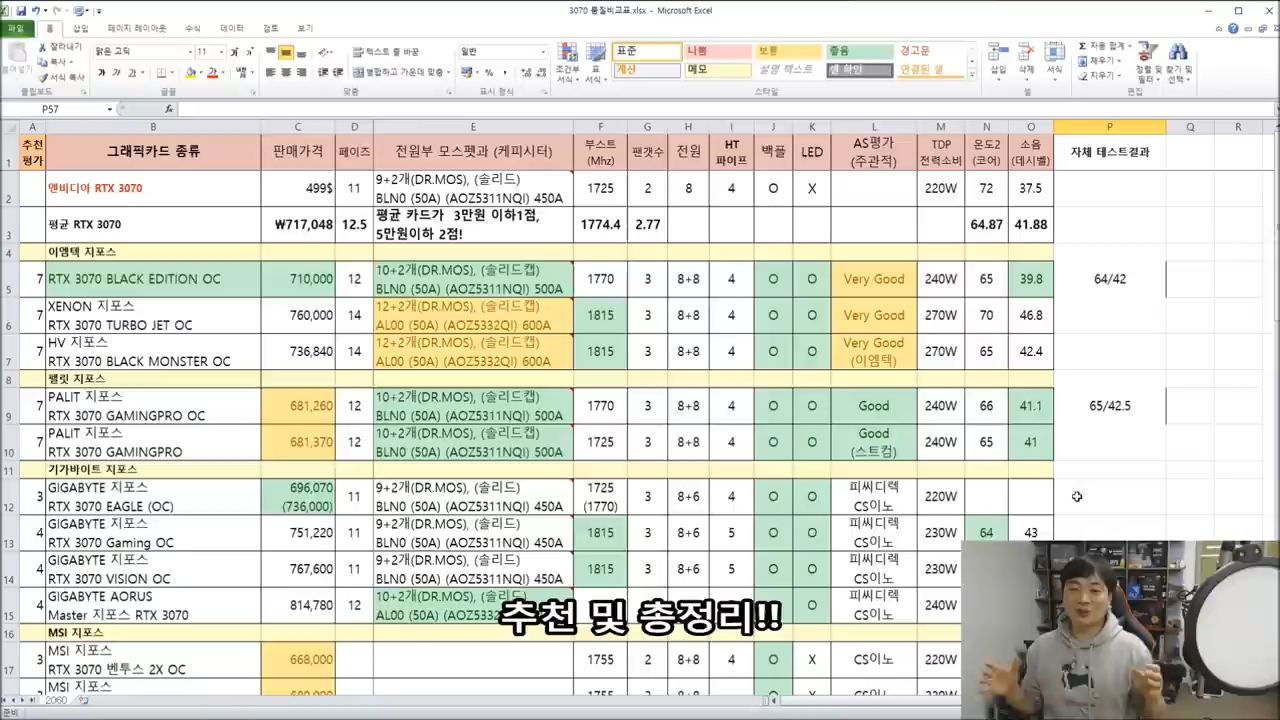 3070 품질비교표.xlsx - Microsoft Excel
파일 홈 삽입 페이지 레이아웃 수식 데이터 검토 보기
잘라내기
복사
서식 복사
클립보드
맑은 고딕 11
글꼴
텍스트 줄 바꿈
병합하고 가운데 맞춤
맞춤
일반
표시 형식
조건부 서식
표 서식
표준 나쁨 보통 좋음 경고문
계산 메모 설명 텍스트 셀 확인 연결된 셀
스타일
삽입 삭제 서식
셀
자동 합계
채우기
지우기
정렬 및 필터
찾기 및 선택
편집
P57 fx
A B C D E F G H I J K L M N O P Q R
1 추천 평가 그래픽카드 종류 판매가격 페이즈 전원부 모스펫과 (케피시터) 부스트 (Mhz) 팬갯수 전원 HT 파이프 백플 LED AS평가 (주관적) TDP 전력소비 온도2 (코어) 소음 (데시벨) 자체 테스트결과
2 엔비디아 RTX 3070 499$ 11 9+2개(DR.MOS), (솔리드) BLN0 (50A) (AOZ5311NQI) 450A 1725 2 8 4 O X 220W 72 37.5
3 평균 RTX 3070 ₩717,048 12.5 평균 카드가 3만원 이하1점, 5만원이하 2점! 1774.4 2.77 64.87 41.88
4 이엠텍 지포스
5 7 RTX 3070 BLACK EDITION OC 710,000 12 10+2개(DR.MOS), (솔리드캡) BLN0 (50A) (AOZ5311NQI) 500A 1770 3 8+8 4 O O Very Good 240W 65 39.8 64/42
6 7 XENON 지포스 RTX 3070 TURBO JET OC 760,000 14 12+2개(DR.MOS), (솔리드캡) AL00 (50A) (AOZ5332QI) 600A 1815 3 8+8 4 O O Very Good 270W 70 46.8
7 7 HV 지포스 RTX 3070 BLACK MONSTER OC 736,840 14 12+2개(DR.MOS), (솔리드캡) AL00 (50A) (AOZ5332QI) 600A 1815 3 8+8 4 O O Very Good (이엠텍) 270W 65 42.4
8 펠릿 지포스
9 7 PALIT 지포스 RTX 3070 GAMINGPRO OC 681,260 12 10+2개(DR.MOS), (솔리드캡) BLN0 (50A) (AOZ5311NQI) 500A 1770 3 8+8 4 O O Good 240W 66 41.1 65/42.5
10 7 PALIT 지포스 RTX 3070 GAMINGPRO 681,370 12 10+2개(DR.MOS), (솔리드캡) BLN0 (50A) (AOZ5311NQI) 500A 1725 3 8+8 4 O O Good (스트컴) 240W 65 41
11 기가바이트 지포스
12 3 GIGABYTE 지포스 RTX 3070 EAGLE (OC) 696,070 (736,000) 11 9+2개(DR.MOS), (솔리드) BLN0 (50A) (AOZ5311NQI) 450A 1725 (1770) 3 8+6 4 O O 피씨디렉 CS이노 220W
13 4 GIGABYTE 지포스 RTX 3070 Gaming OC 751,220 11 9+2개(DR.MOS), (솔리드) BLN0 (50A) (AOZ5311NQI) 450A 1815 3 8+6 5 O O 피씨디렉 CS이노 230W 64 43
14 4 GIGABYTE 지포스 RTX 3070 VISION OC 767,600 11 9+2개(DR.MOS), (솔리드) BLN0 (50A) (AOZ5311NQI) 450A 1815 3 8+6 5 O O 피씨디렉 CS이노 230W
15 4 GIGABYTE AORUS Master 지포스 RTX 3070 814,780 12 10+2개(DR.MOS), AL00 (50A) (AOZ5332 O 피씨디렉 CS이노 240W
추천 및 총정리!!
16 MSI 지포스
17 3 MSI 지포스 RTX 3070 벤투스 2X OC 668,000 1755 2 8+8 4 O X CS이노 220W
MSI 지포스
2060
준비